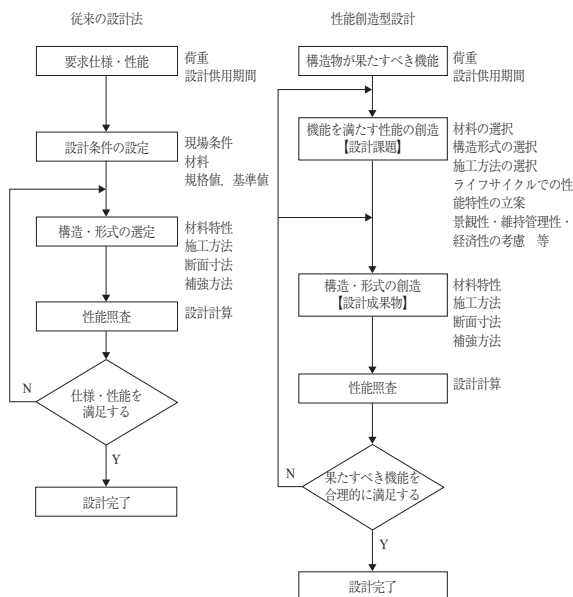 従来の設計法
要求仕様・性能
荷重
設計供用期間
設計条件の設定
現場条件
材料
規格値，基準値
構造・形式の選定
材料特性
施工方法
断面寸法
補強方法
性能照査
設計計算
N
仕様・性能を
満足する
Y
設計完了
性能創造型設計
構造物が果たすべき機能
荷重
設計供用期間
機能を満たす性能の創造
【設計課題】
材料の選択
構造形式の選択
施工方法の選択
ライフサイクルでの性
能特性の立案
景観性・維持管理性・
経済性の考慮　等
構造・形式の創造
【設計成果物】
材料特性
施工方法
断面寸法
補強方法
性能照査
設計計算
N
果たすべき機能を
合理的に満足する
Y
設計完了